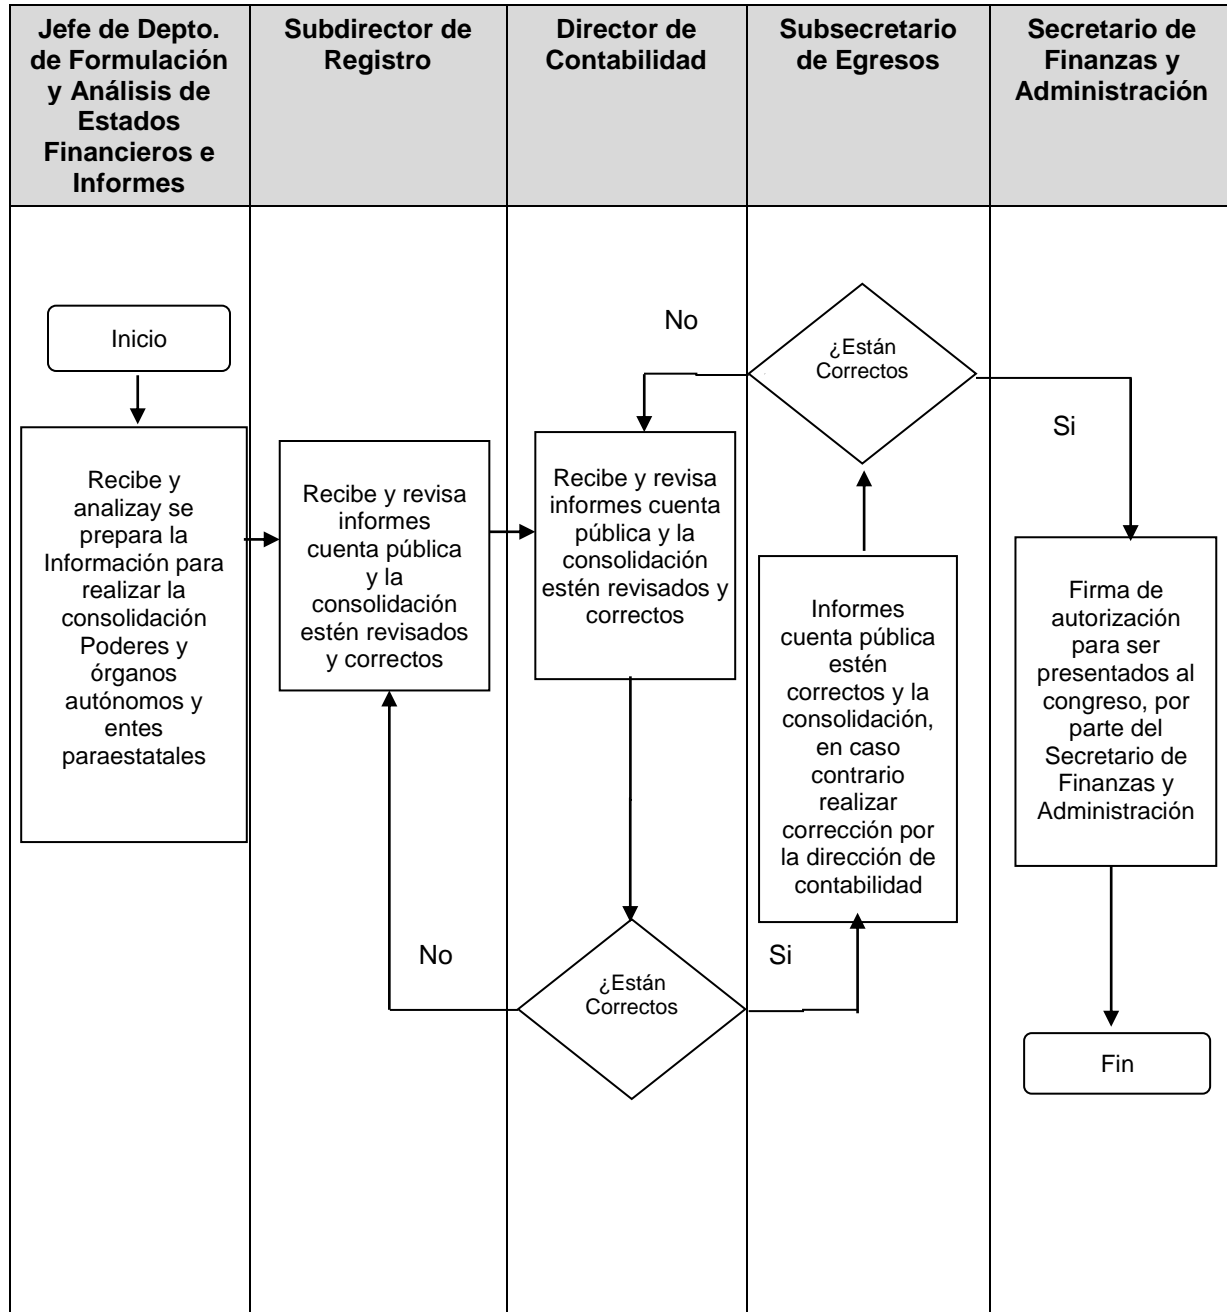 Jefe de Depto.
de Formulación
y Análisis de
Estados
Financieros e
Informes
Subdirector de
Registro
Director de
Contabilidad
Subsecretario
de Egresos
Secretario de
Finanzas y
Administración
Inicio
Recibe y
analizay se
prepara la
Información para
realizar la
consolidación
Poderes y
órganos
autónomos y
entes
paraestatales
Recibe y revisa
informes
cuenta pública
y la
consolidación
estén revisados
y correctos
No
Recibe y revisa
informes cuenta
pública y la
consolidación
estén revisados y
correctos
¿Están
Correctos
No
Si
Informes
cuenta pública
estén
correctos y la
consolidación,
en caso
contrario
realizar
corrección por
la dirección de
contabilidad
¿Están
Correctos
Si
Firma de
autorización
para ser
presentados al
congreso, por
parte del
Secretario de
Finanzas y
Administración
Fin